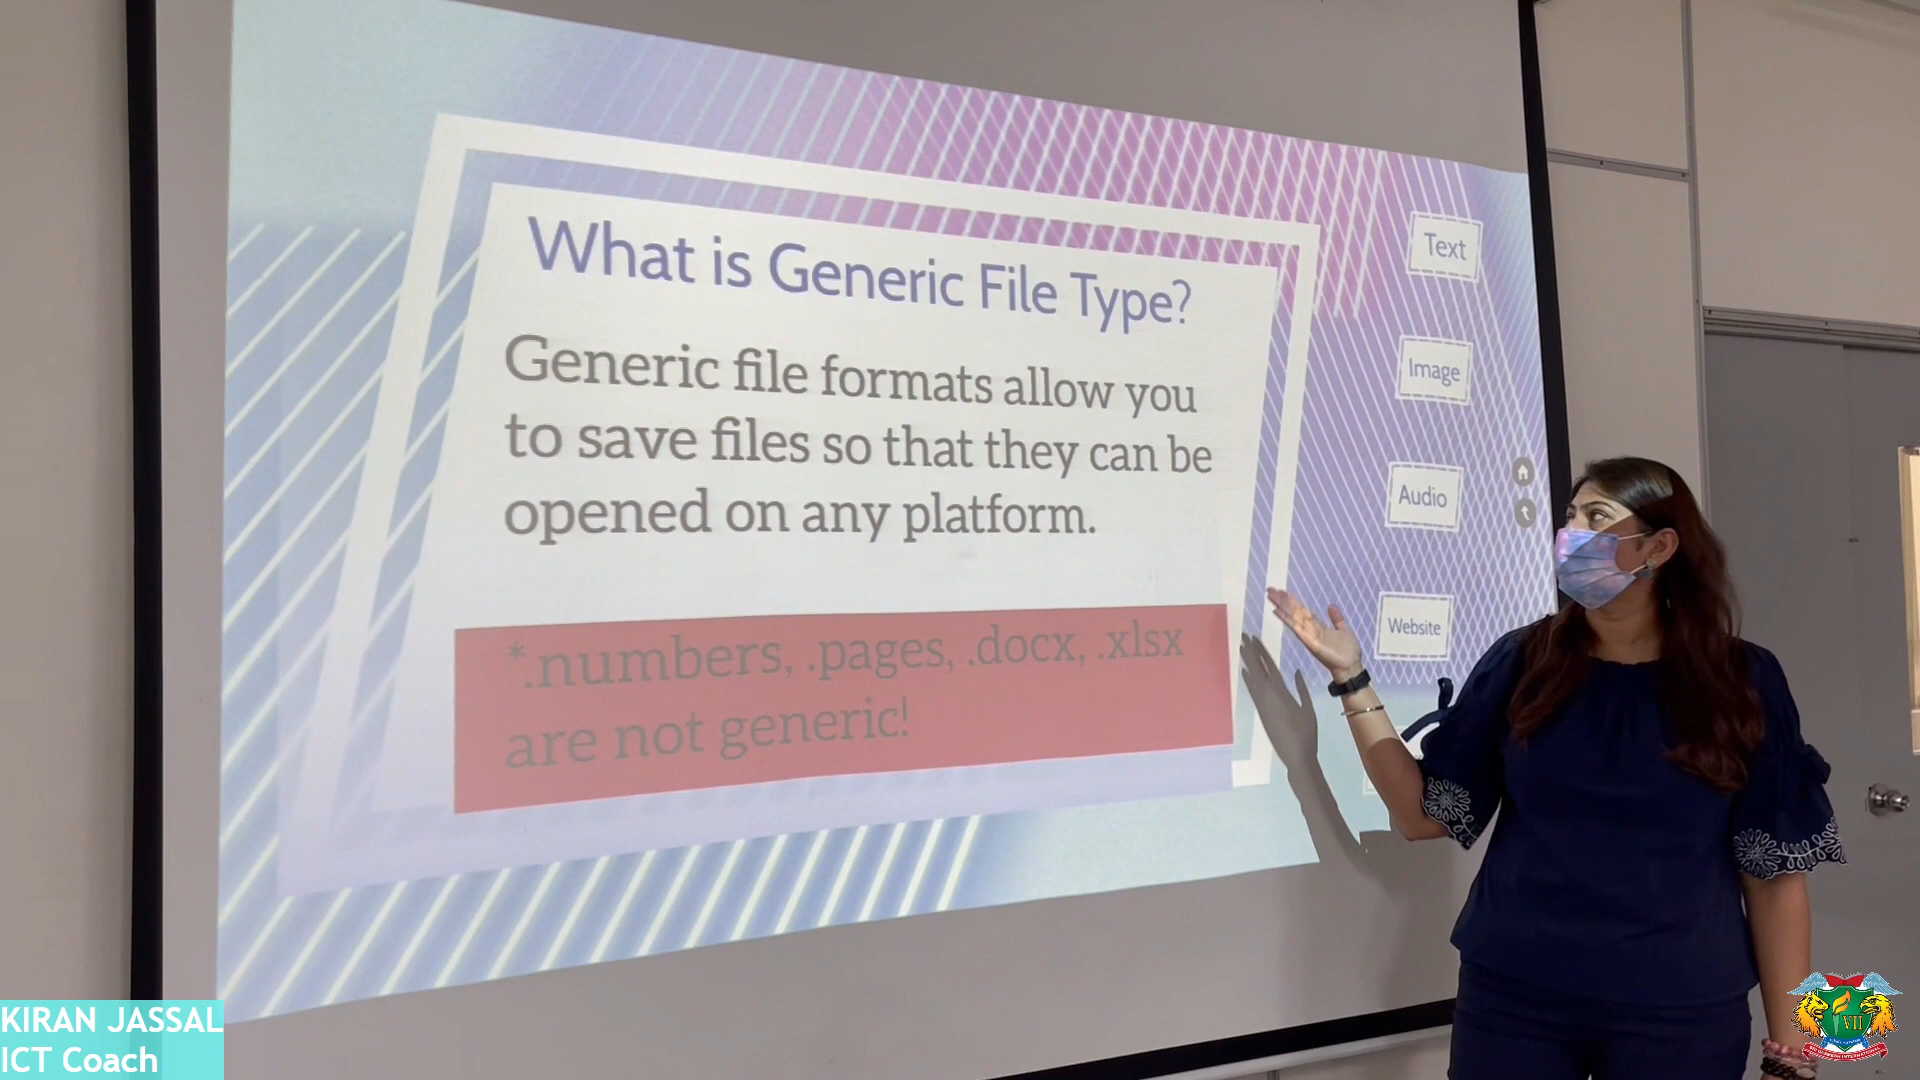 What is Generic File Type?
Generic file formats allow you
to save files so that they can be
opened on any platform.
*.numbers, .pages, .docx, .xlsx
are not generic!
Text
Image
Audio
Website
KIRAN JASSAL
ICT Coach
VII